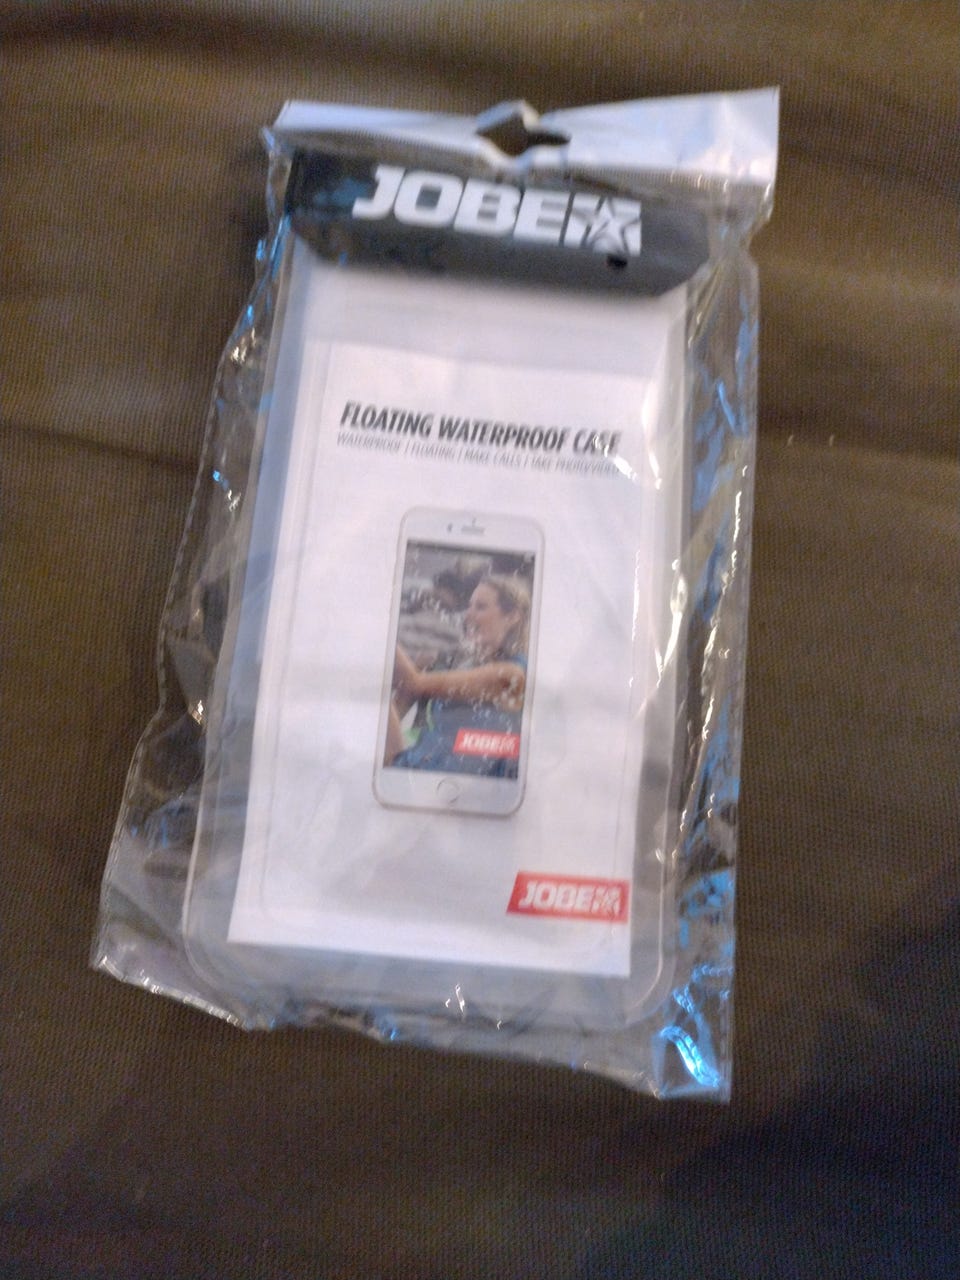 JOBE
FLOATING WATERPROOF CASE
WATERPROOF | FLOATING | MAKE CALLS | TAKE PHOTO/VIDEO
JOBE
JOBE